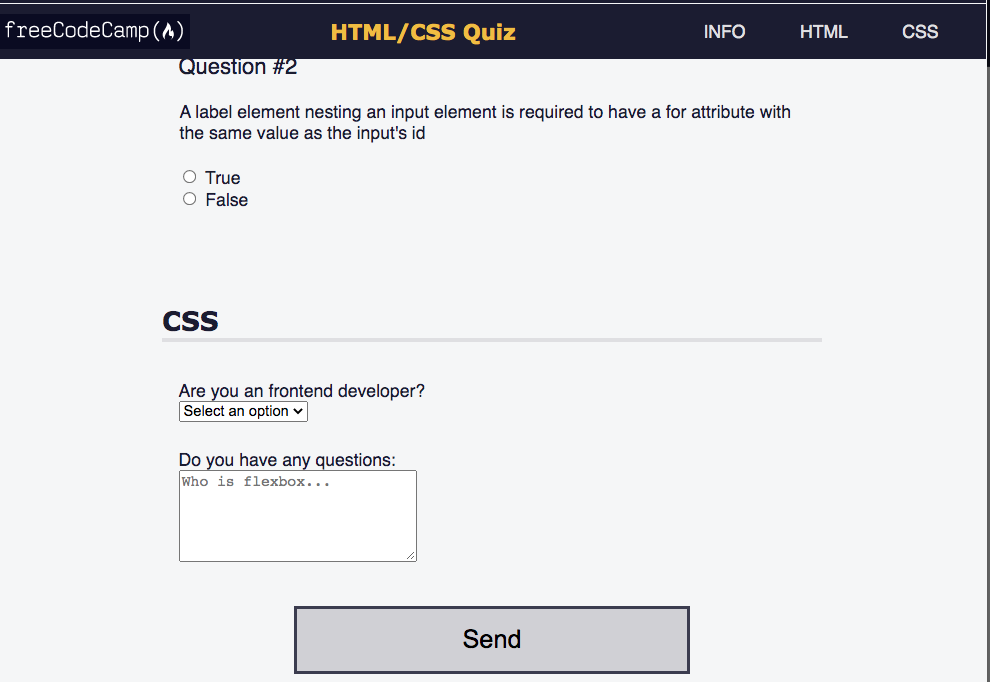 freeCodeCamp(🔥)
HTML/CSS Quiz
INFO
HTML
CSS
Question #2
A label element nesting an input element is required to have a for attribute with
the same value as the input's id
True
False
CSS
Are you an frontend developer?
Select an option
Do you have any questions:
Who is flexbox...
Send